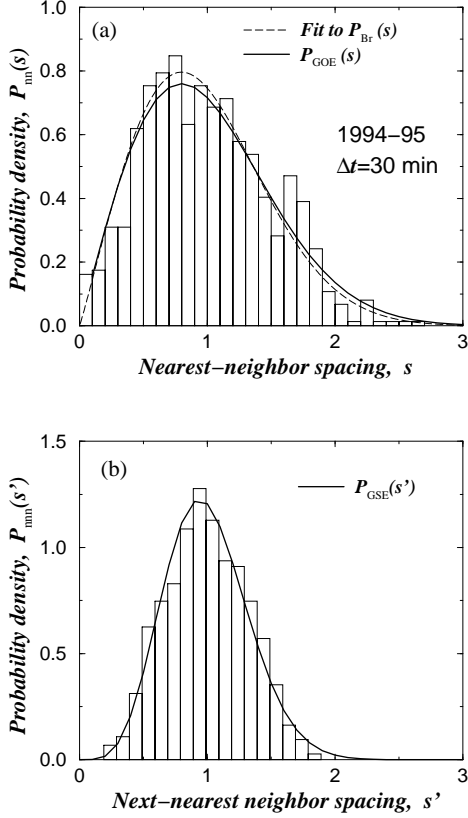 (a)
Fit to P_Br(s)
P_GOE(s)
1994−95
Δt=30 min
1.0
0.8
0.6
0.4
0.2
0.0
Probability density, P_nn(s)
0
1
2
3
Nearest−neighbor spacing, s
(b)
P_GSE(s’)
1.5
1.0
0.5
0.0
Probability density, P_nnn(s’)
0
1
2
3
Next−nearest neighbor spacing, s’